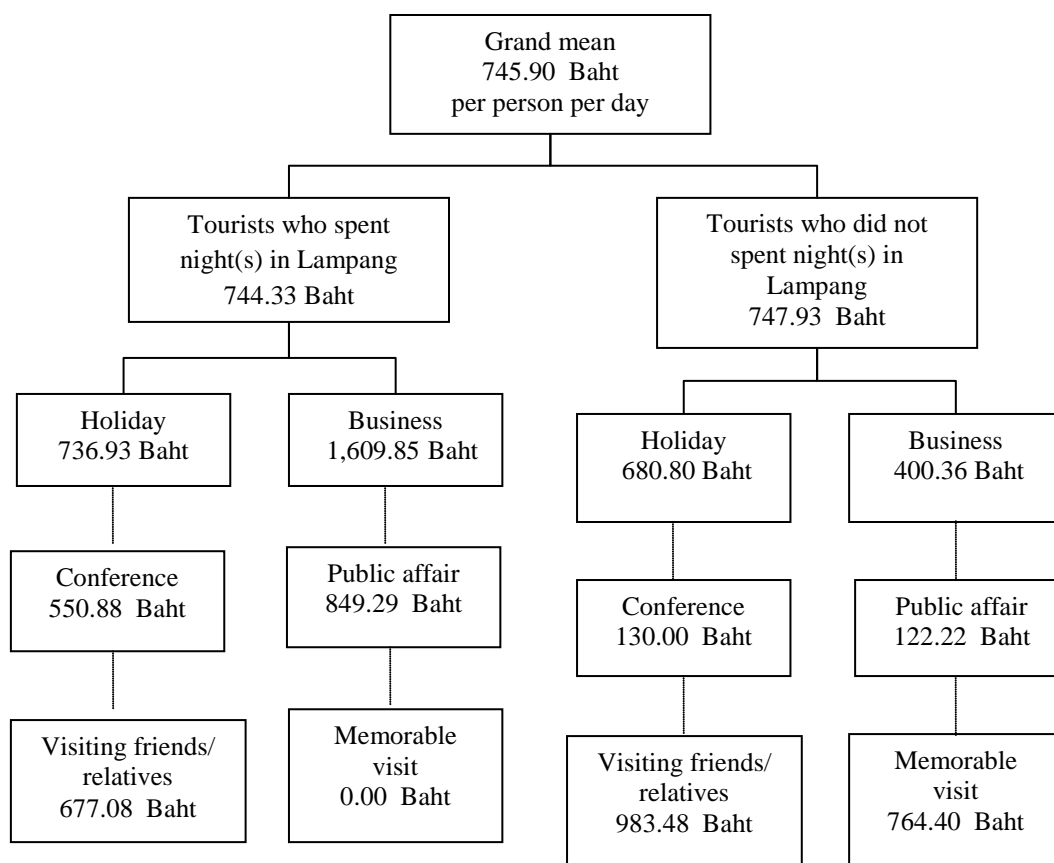 Grand mean
745.90 Baht
per person per day
Tourists who spent
night(s) in Lampang
744.33 Baht
Tourists who did not
spent night(s) in
Lampang
747.93 Baht
Holiday
736.93 Baht
Business
1,609.85 Baht
Holiday
680.80 Baht
Business
400.36 Baht
Conference
550.88 Baht
Public affair
849.29 Baht
Conference
130.00 Baht
Public affair
122.22 Baht
Visiting friends/
relatives
677.08 Baht
Memorable
visit
0.00 Baht
Visiting friends/
relatives
983.48 Baht
Memorable
visit
764.40 Baht